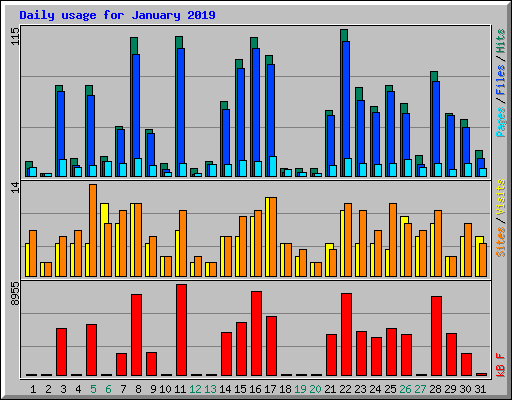 Daily usage for January 2019
115
Pages / Files / Hits
14
Sites / Visits
8955
kB F
1 2 3 4 5 6 7 8 9 10 11 12 13 14 15 16 17 18 19 20 21 22 23 24 25 26 27 28 29 30 31